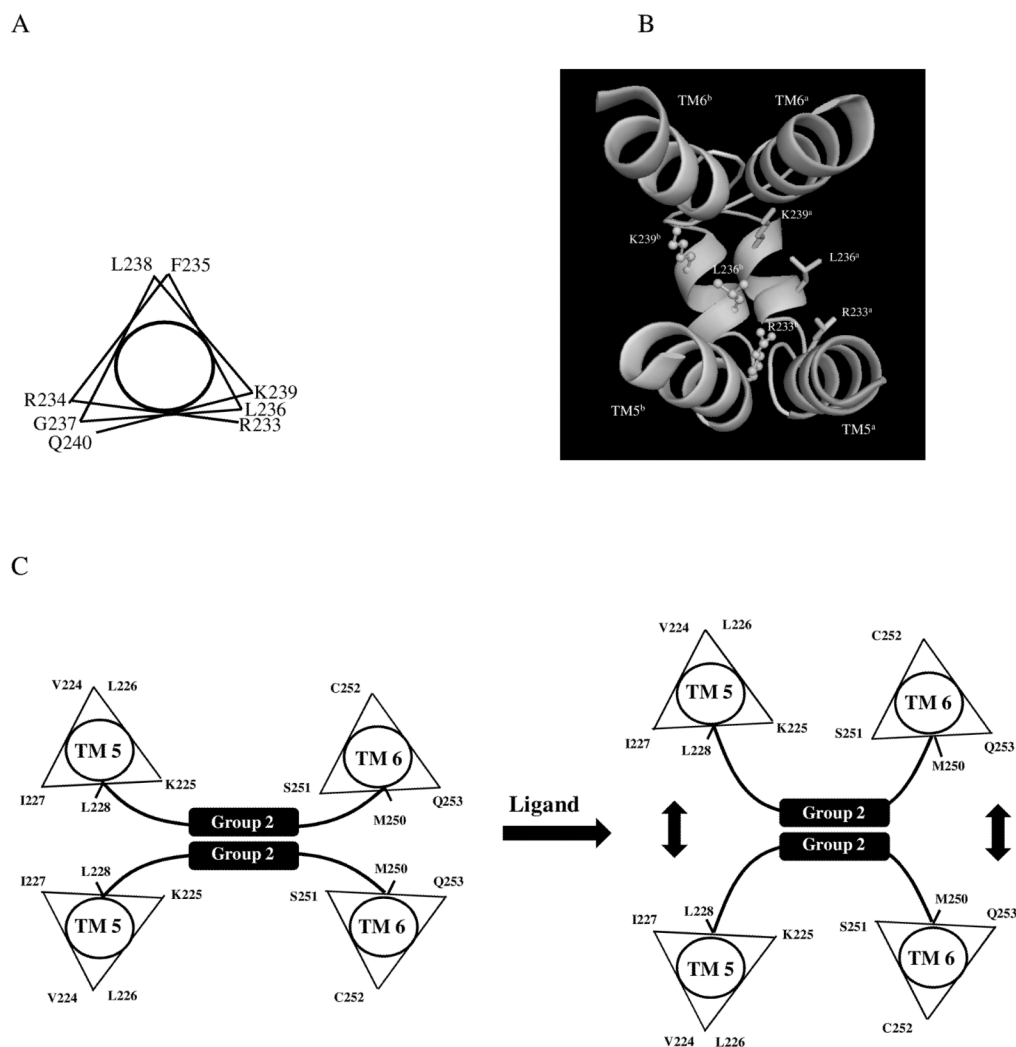 A
B
TM6ᵇ TM6ᵃ
K239ᵃ
K239ᵇ
L236ᵇ L236ᵃ
R233ᵃ
R233ᵇ
TM5ᵇ TM5ᵃ
L238 F235
R234 K239
G237 L236
Q240 R233
C
V224 L226 C252
TM 5 TM 6
I227 K225 S251 Q253
L228 M250
Group 2
Group 2
L228 M250
I227 K225 S251 Q253
TM 5 TM 6
V224 L226 C252
Ligand
V224 L226 C252
TM 5 TM 6
I227 K225 S251 Q253
L228 M250
Group 2
Group 2
L228 M250
I227 K225 S251 Q253
TM 5 TM 6
V224 L226 C252